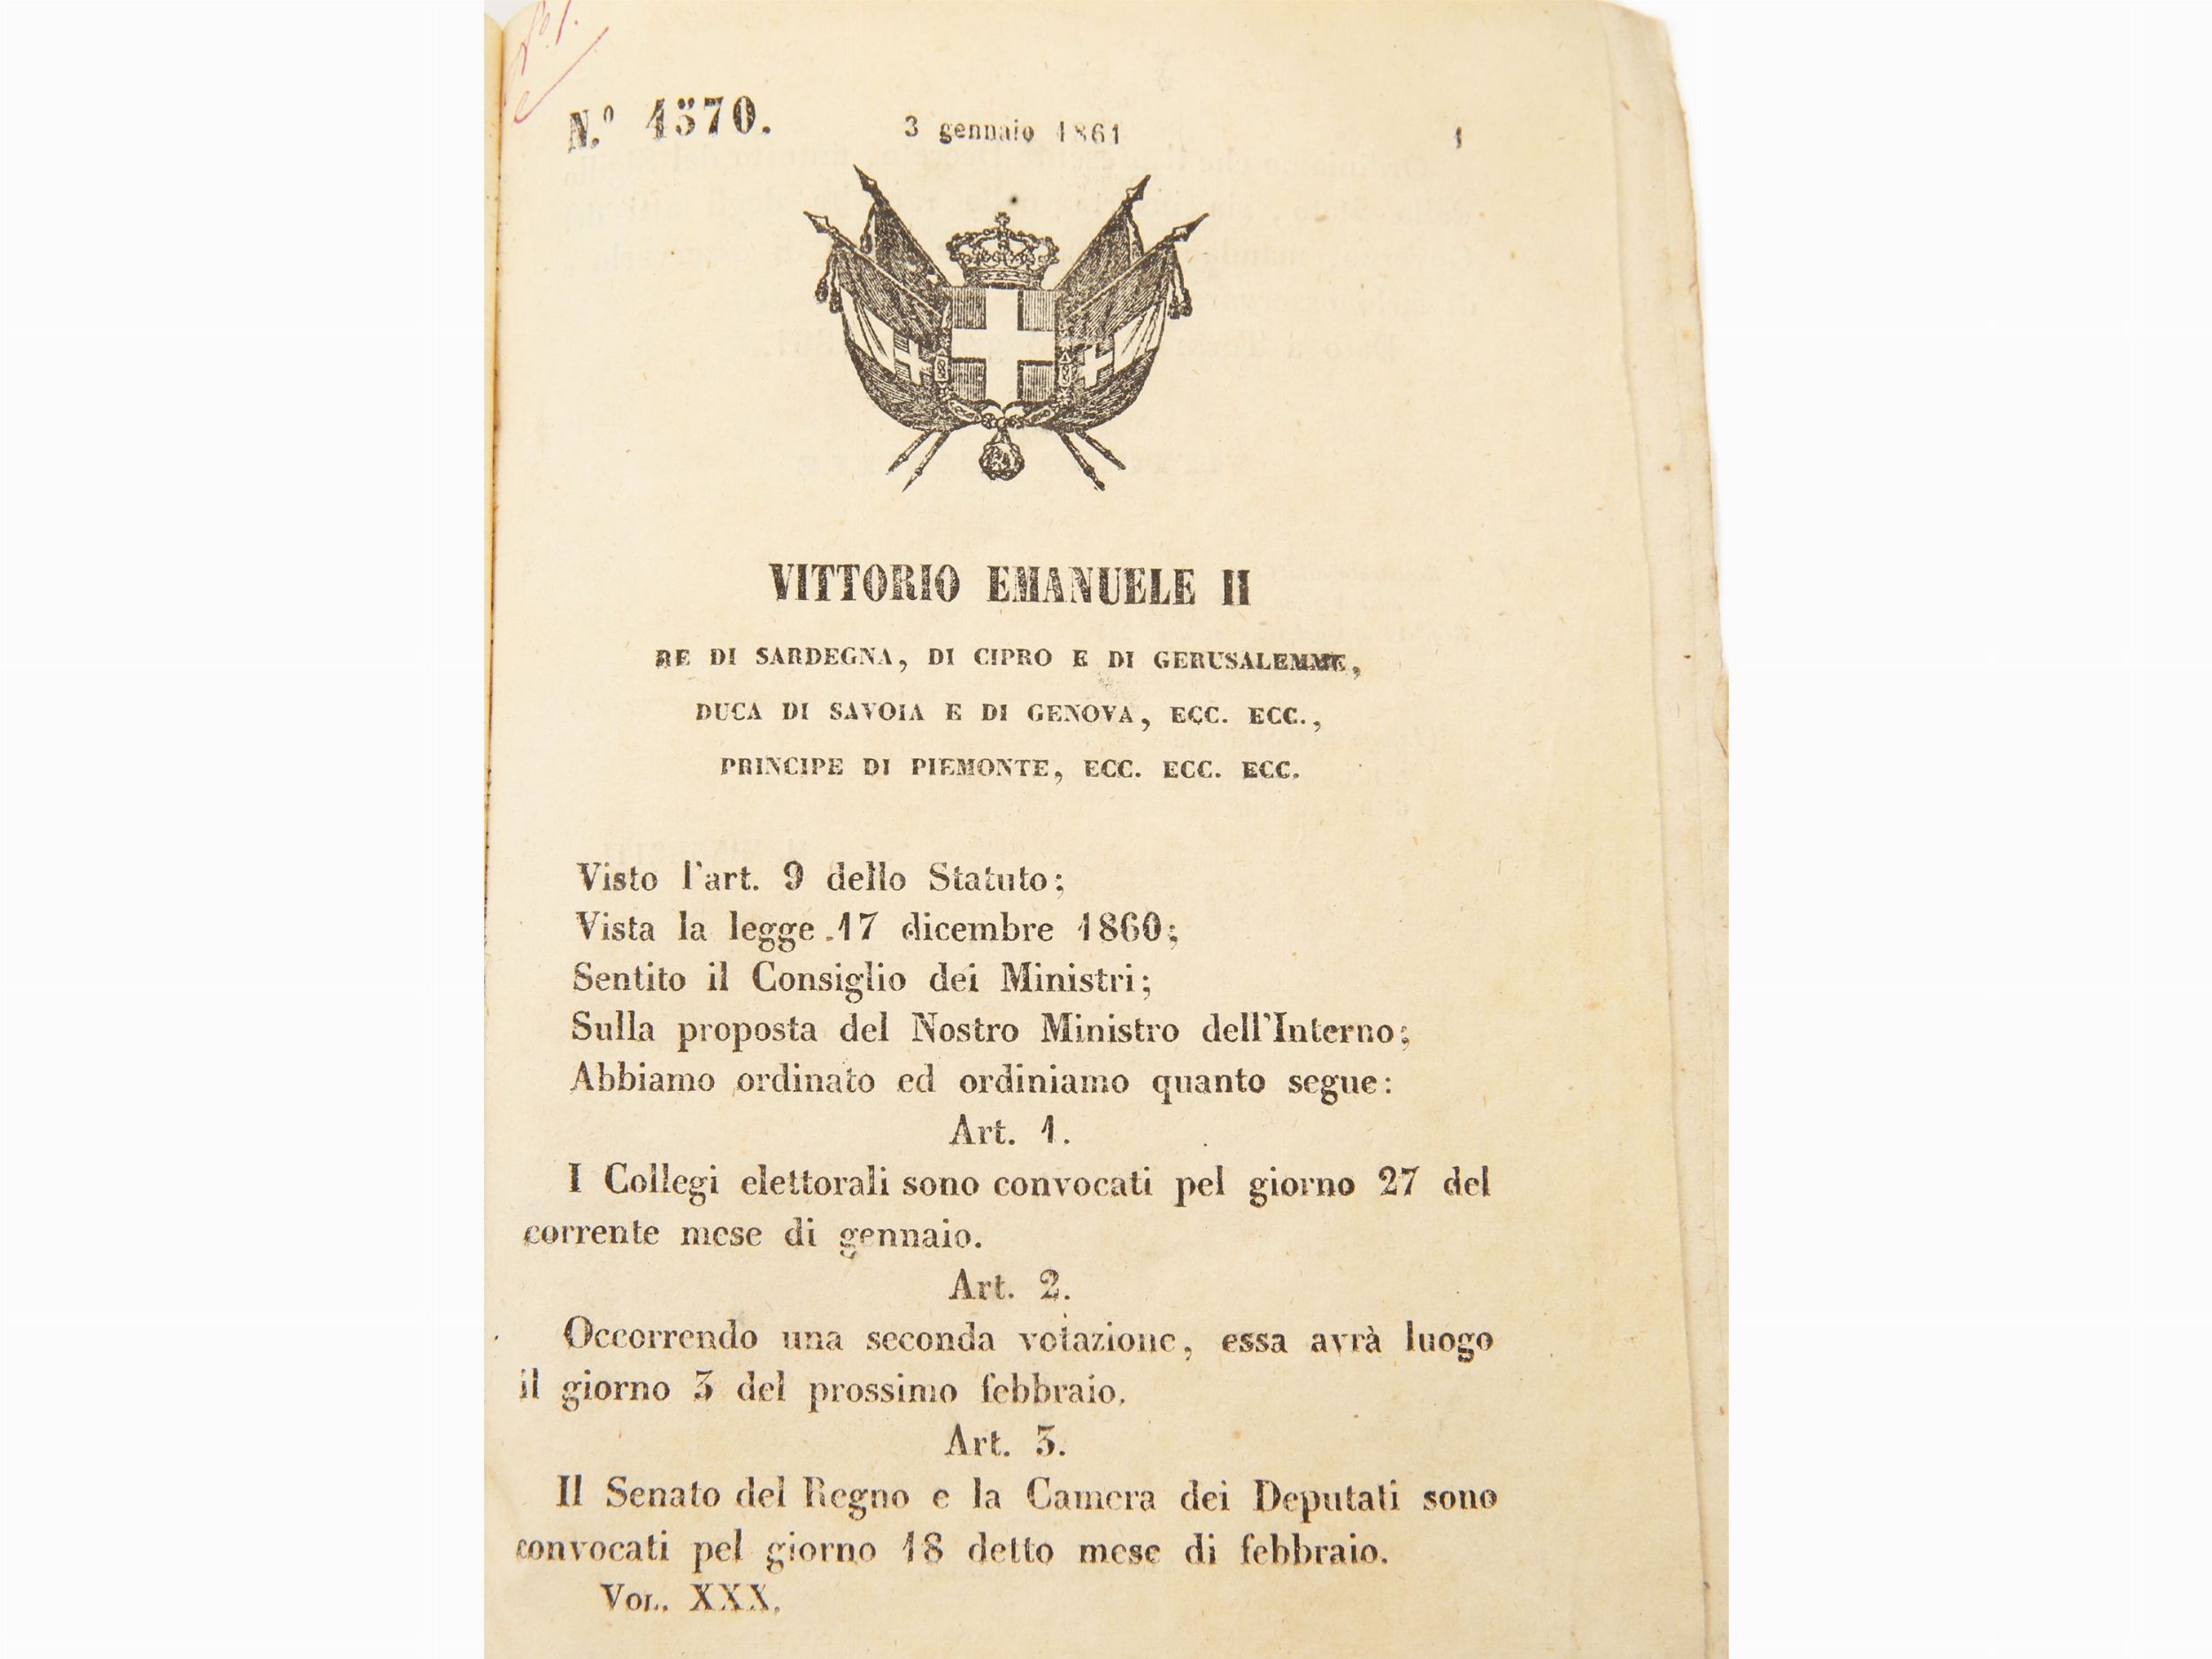 N.º 4570.
3 gennaio 1861
1
VITTORIO EMANUELE II
RE DI SARDEGNA, DI CIPRO E DI GERUSALEMME,
DUCA DI SAVOIA E DI GENOVA, ECC. ECC.,
PRINCIPE DI PIEMONTE, ECC. ECC. ECC.
Visto l'art. 9 dello Statuto;
Vista la legge 17 dicembre 1860;
Sentito il Consiglio dei Ministri;
Sulla proposta del Nostro Ministro dell'Interno;
Abbiamo ordinato ed ordiniamo quanto segue:
Art. 1.
I Collegi elettorali sono convocati pel giorno 27 del
corrente mese di gennaio.
Art. 2.
Occorrendo una seconda votazione, essa avrà luogo
il giorno 3 del prossimo febbraio.
Art. 3.
Il Senato del Regno e la Camera dei Deputati sono
convocati pel giorno 18 detto mese di febbraio.
VOL. XXX.